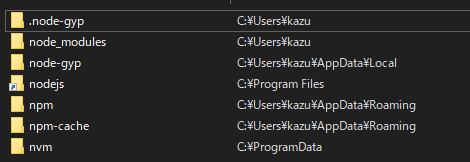 .node-gyp C:¥Users¥kazu
node_modules C:¥Users¥kazu
node-gyp C:¥Users¥kazu¥AppData¥Local
nodejs C:¥Program Files
npm C:¥Users¥kazu¥AppData¥Roaming
npm-cache C:¥Users¥kazu¥AppData¥Roaming
nvm C:¥ProgramData